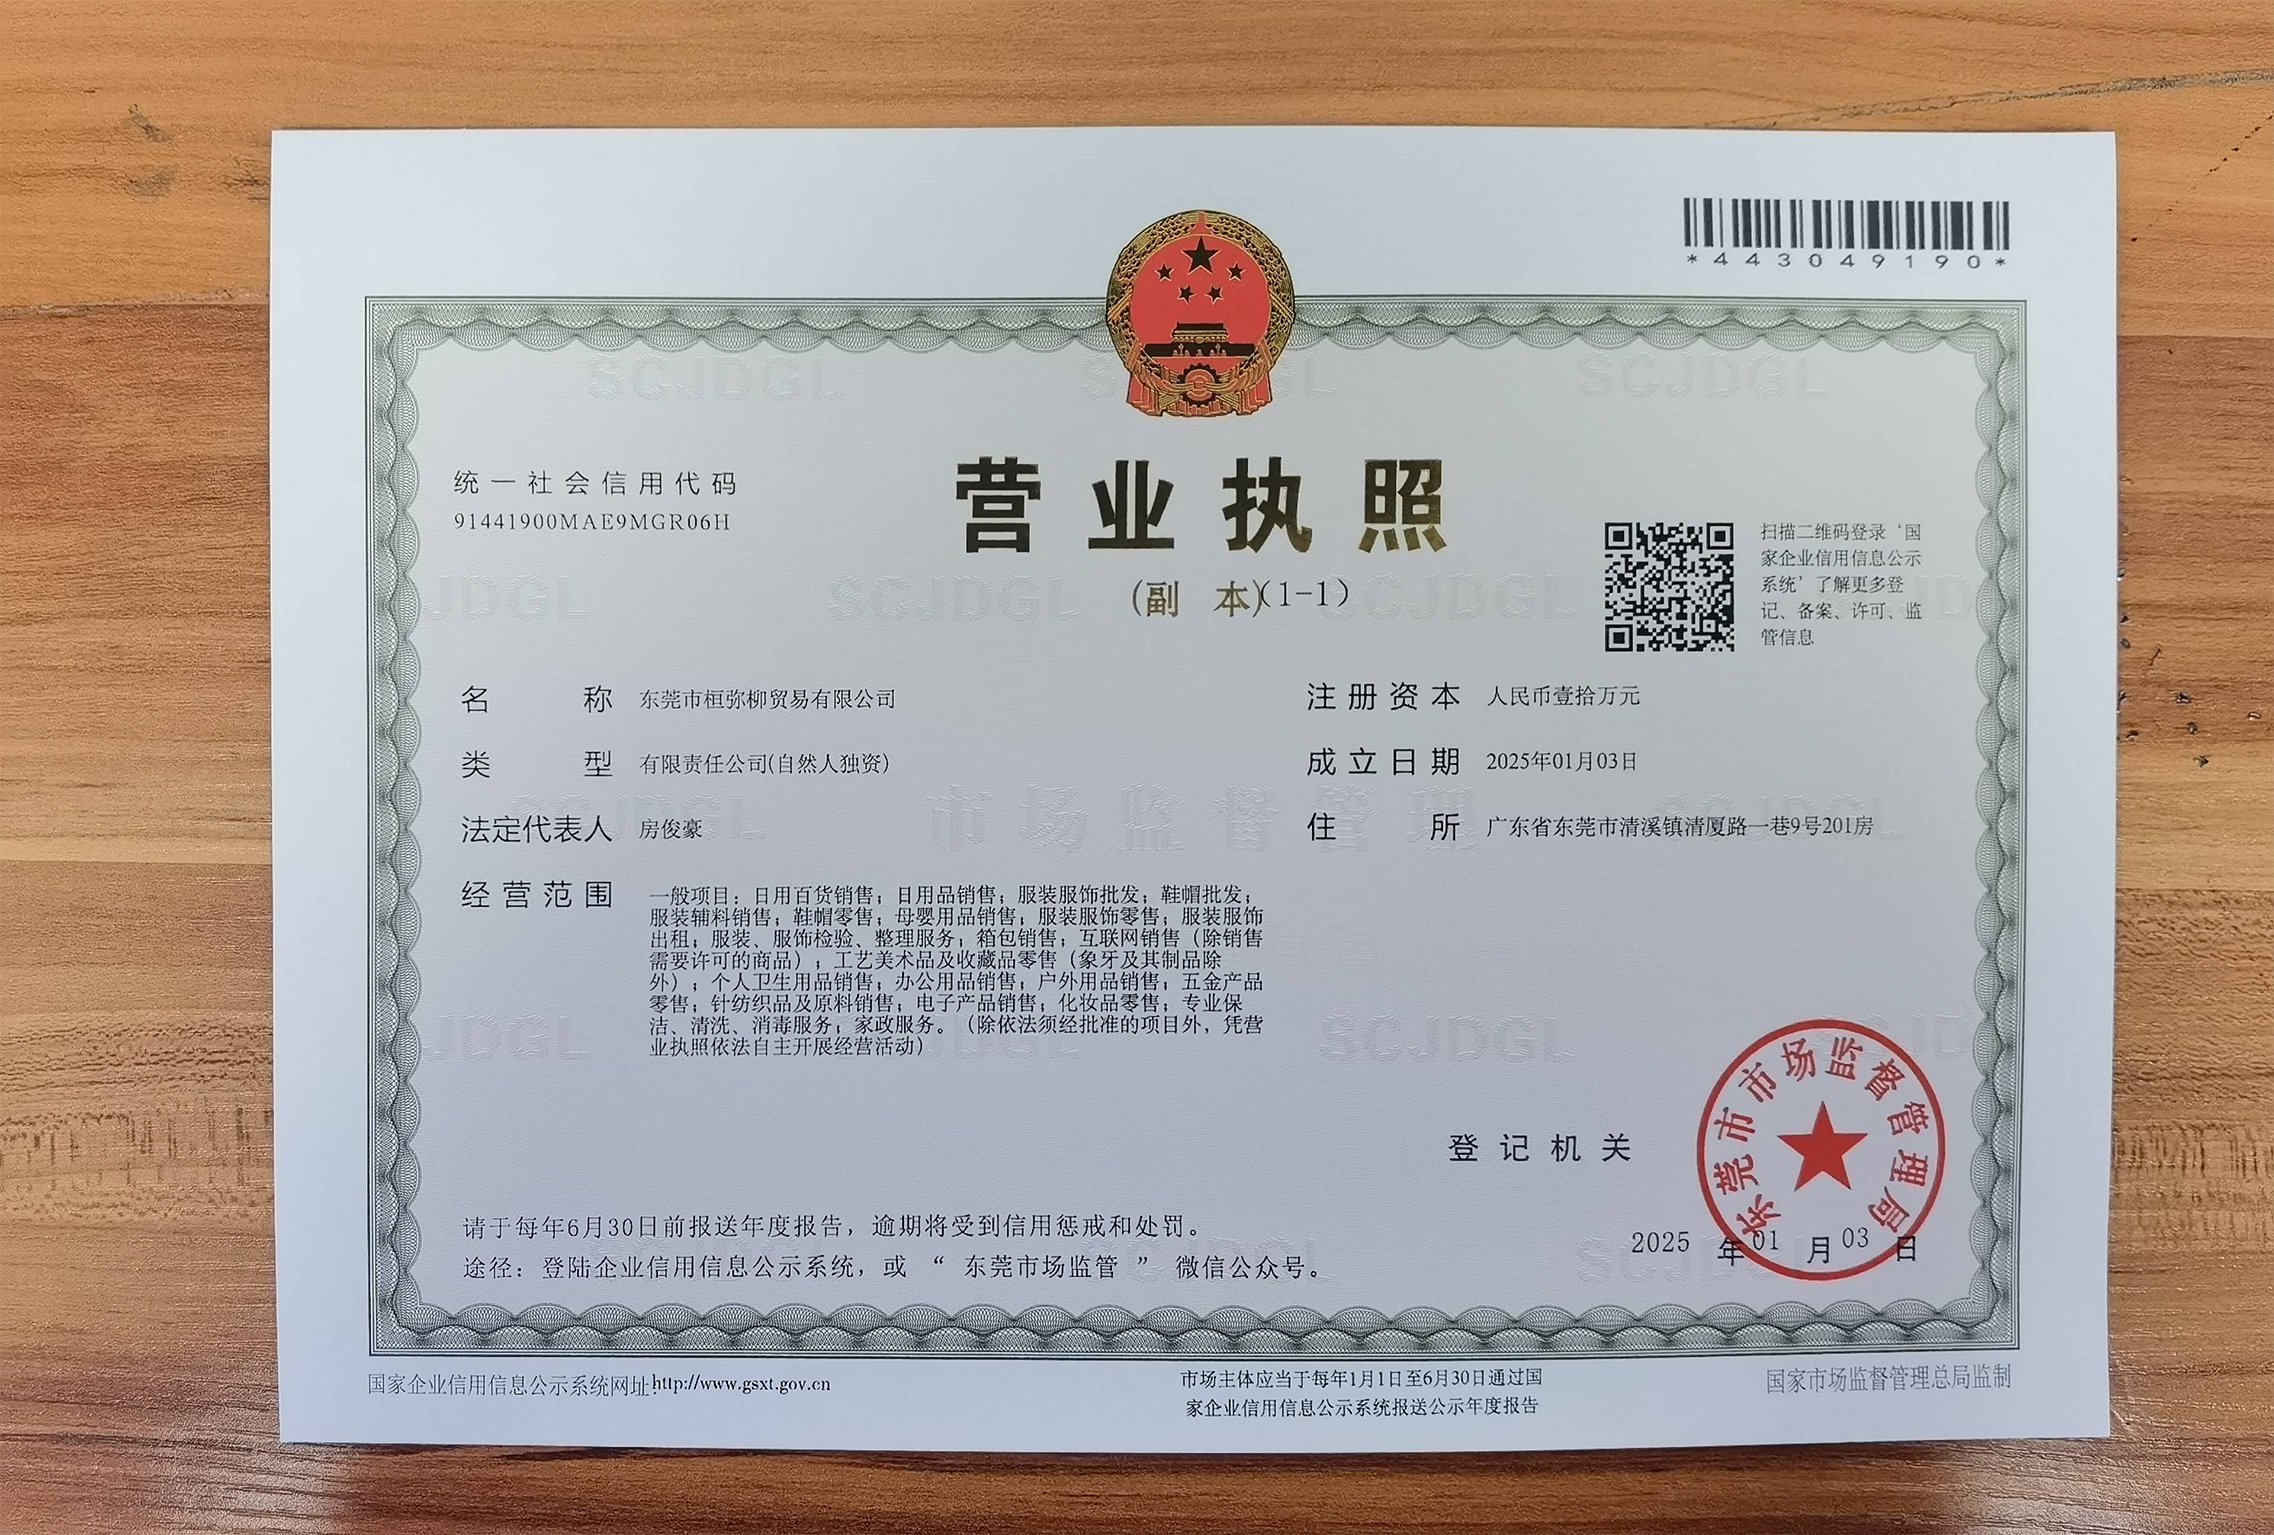 *443049190*
统一社会信用代码
91441900MAE9MGR06H
营业执照
(副 本)(1-1)
扫描二维码登录‘国
家企业信用信息公示
系统’了解更多登
记、备案、许可、监
管信息
名称 东莞市桓弥柳贸易有限公司
类型 有限责任公司(自然人独资)
法定代表人 房俊豪
经营范围 一般项目：日用百货销售；日用品销售；服装服饰批发；鞋帽批发；
服装辅料销售；鞋帽零售；母婴用品销售；服装服饰零售；服装服饰
出租；服装、服饰检验、整理服务；箱包销售；互联网销售（除销售
需要许可的商品）；工艺美术品及收藏品零售（象牙及其制品除
外）；个人卫生用品销售；办公用品销售；户外用品销售；五金产品
零售；针纺织品及原料销售；电子产品销售；化妆品零售；专业保
洁、清洗、消毒服务；家政服务。（除依法须经批准的项目外，凭营
业执照依法自主开展经营活动）
注册资本 人民币壹拾万元
成立日期 2025年01月03日
住所 广东省东莞市清溪镇清厦路一巷9号201房
登记机关
东莞市市场监督管理局
2025 年 01 月 03 日
请于每年6月30日前报送年度报告，逾期将受到信用惩戒和处罚。
途径：登陆企业信用信息公示系统，或“东莞市场监管”微信公众号。
国家企业信用信息公示系统网址http://www.gsxt.gov.cn
市场主体应当于每年1月1日至6月30日通过国
家企业信用信息公示系统报送公示年度报告
国家市场监督管理总局监制
SCJDGL
市场监督管理